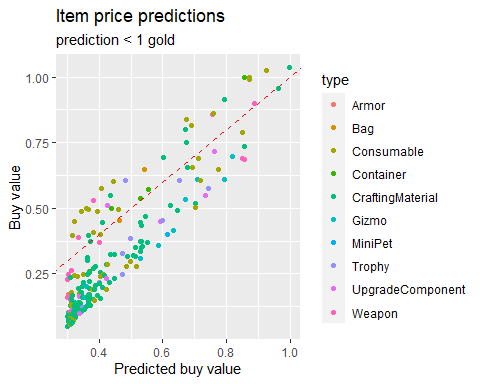 Item price predictions
prediction < 1 gold
Buy value
1.00
0.75
0.50
0.25
0.4
0.6
0.8
1.0
Predicted buy value
type
Armor
Bag
Consumable
Container
CraftingMaterial
Gizmo
MiniPet
Trophy
UpgradeComponent
Weapon